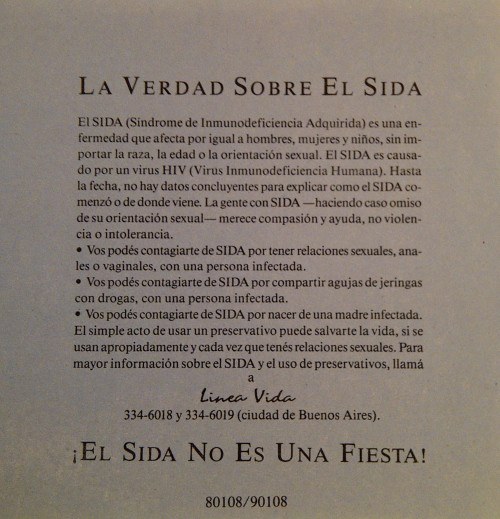 LA VERDAD SOBRE EL SIDA
El SIDA (Síndrome de Inmunodeficiencia Adquirida) es una en-
fermedad que afecta por igual a hombres, mujeres y niños, sin im-
portar la raza, la edad o la orientación sexual. El SIDA es causa-
do por un virus HIV (Virus Inmunodeficiencia Humana). Hasta
la fecha, no hay datos concluyentes para explicar como el SIDA co-
menzó o de donde viene. La gente con SIDA —haciendo caso omiso
de su orientación sexual— merece compasión y ayuda, no violen-
cia o intolerancia.
• Vos podés contagiarte de SIDA por tener relaciones sexuales, ana-
les o vaginales, con una persona infectada.
• Vos podés contagiarte de SIDA por compartir agujas de jeringas
con drogas, con una persona infectada.
• Vos podés contagiarte de SIDA por nacer de una madre infectada.
El simple acto de usar un preservativo puede salvarte la vida, si se
usan apropiadamente y cada vez que tenés relaciones sexuales. Para
mayor información sobre el SIDA y el uso de preservativos, llamá
a
Linea Vida
334-6018 y 334-6019 (ciudad de Buenos Aires).
¡EL SIDA NO ES UNA FIESTA!
80108/90108